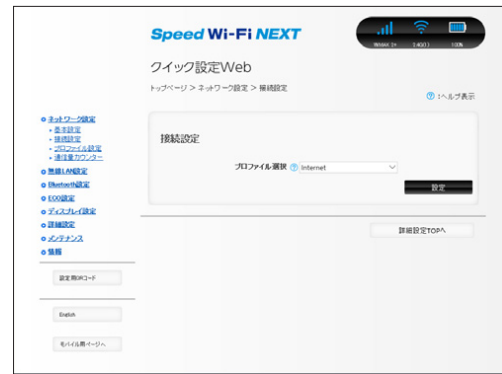 Speed Wi-Fi NEXT
WiMAX 2+
100%
クイック設定Web
トップページ > ネットワーク設定 > 接続設定
:ヘルプ表示
ネットワーク設定
基本設定
接続設定
プロファイル設定
通信量カウンター
無線LAN設定
Bluetooth設定
ECO設定
ディスプレイ設定
詳細設定
メンテナンス
情報
設定用QRコード
English
モバイル用ページへ
接続設定
プロファイル選択 ? Internet
設定
詳細設定TOPへ